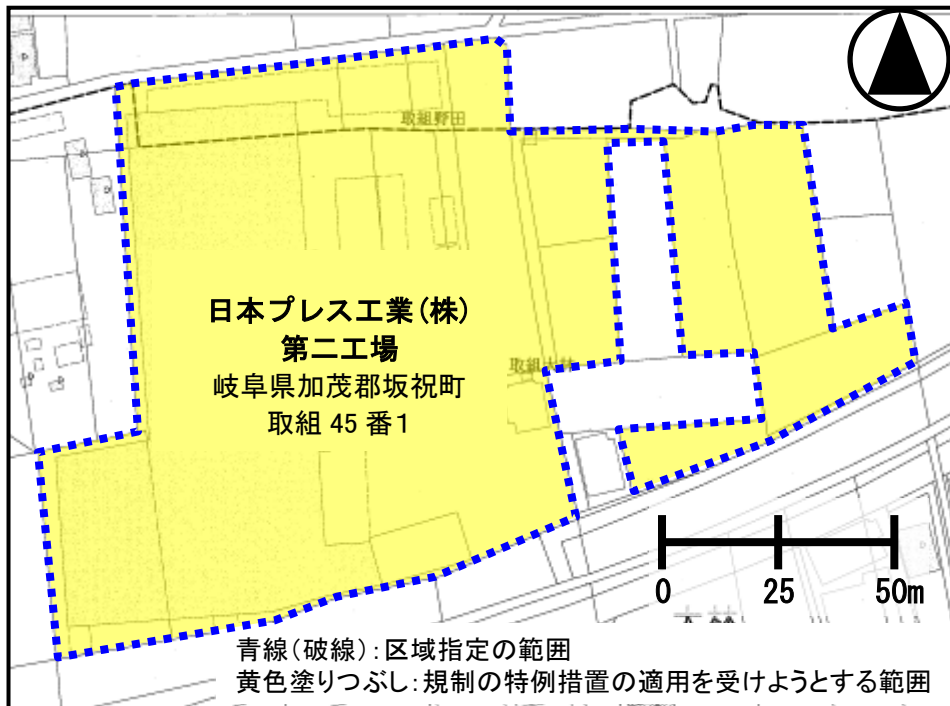 取組野田
日本プレス工業(株)
第二工場
岐阜県加茂郡坂祝町
取組 45 番1
0 25 50m
青線(破線):区域指定の範囲
黄色塗りつぶし:規制の特例措置の適用を受けようとする範囲